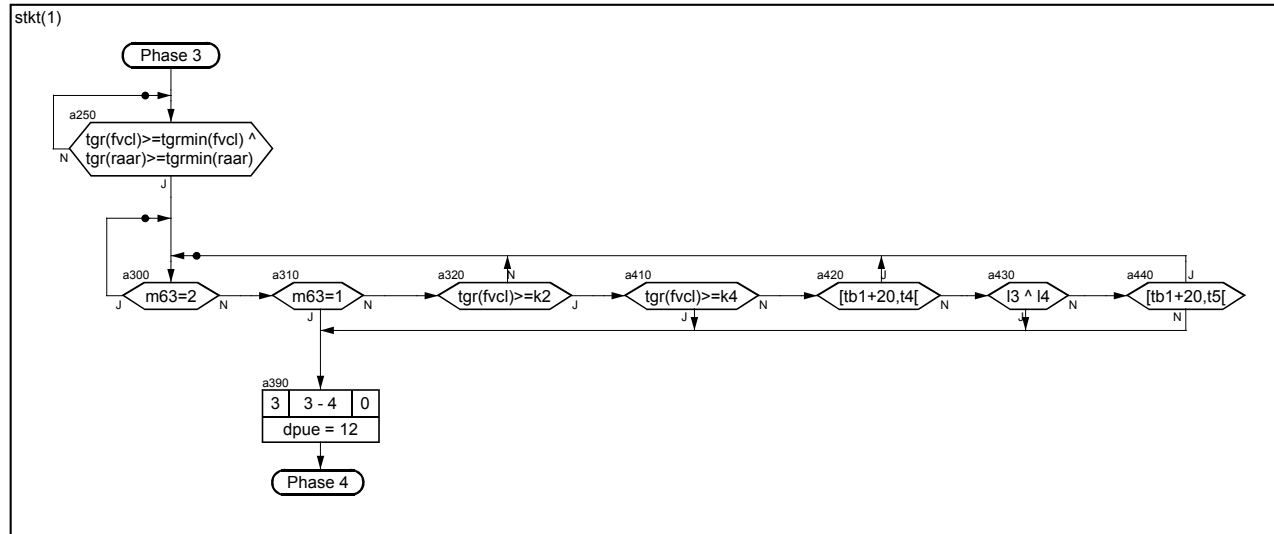 stkt(1)
Phase 3
a250
tgr(fvcl)>=tgrmin(fvcl) ^
tgr(raar)>=tgrmin(raar)
N
J
a300
m63=2
J
N
a310
m63=1
N
J
a320
N
tgr(fvcl)>=k2
J
a410
tgr(fvcl)>=k4
N
J
a420
J
[tb1+20,t4[
N
a430
l3 ^ l4
N
J
a440
J
[tb1+20,t5[
N
a390
3 3 - 4 0
dpue = 12
Phase 4